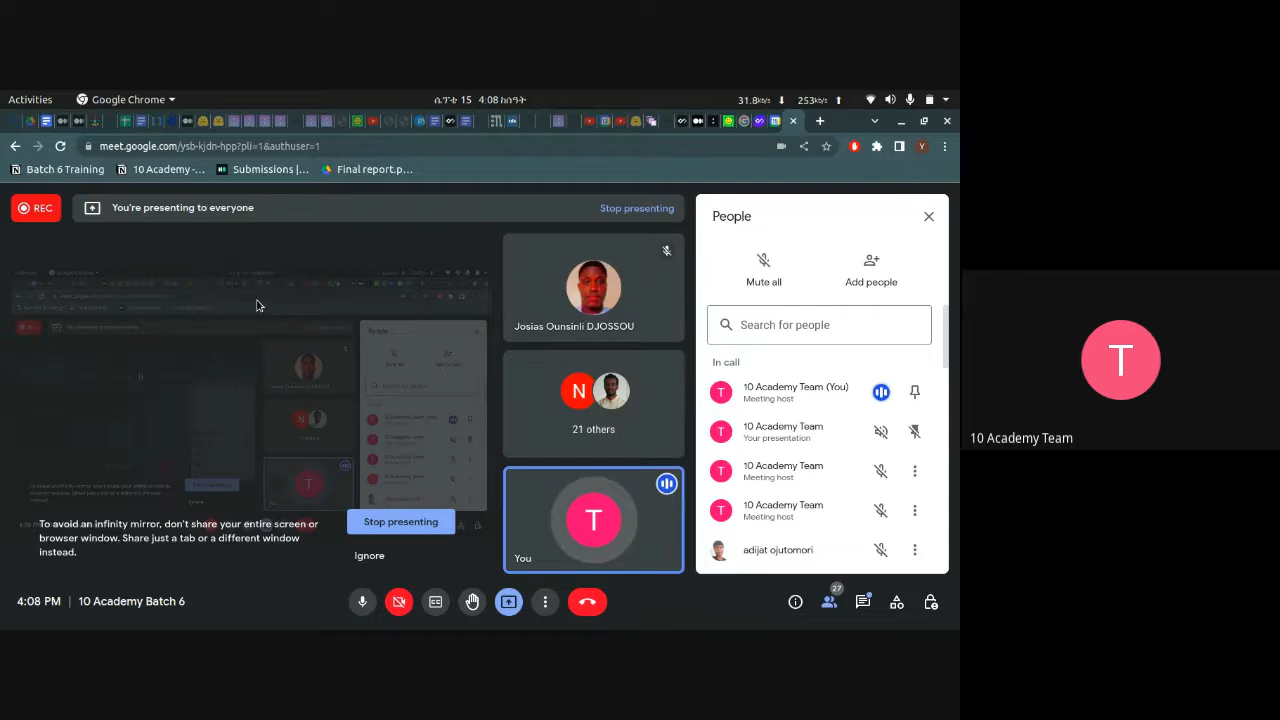 Activities
Google Chrome
ሴፕቴ 15 4:08 ከሰዓት
31.8kb/s
253kb/s
meet.google.com/ysb-kjdn-hpp?pli=1&authuser=1
Y
Batch 6 Training
10 Academy -...
Submissions |...
Final report.p...
REC
You're presenting to everyone
Stop presenting
Josias Ounsinli DJOSSOU
N
21 others
T
You
To avoid an infinity mirror, don't share your entire screen or
browser window. Share just a tab or a different window
instead.
Stop presenting
Ignore
People
Mute all
Add people
Search for people
In call
T
10 Academy Team (You)
Meeting host
T
10 Academy Team
Your presentation
T
10 Academy Team
Meeting host
T
10 Academy Team
Meeting host
adijat ojutomori
4:08 PM | 10 Academy Batch 6
27
T
10 Academy Team